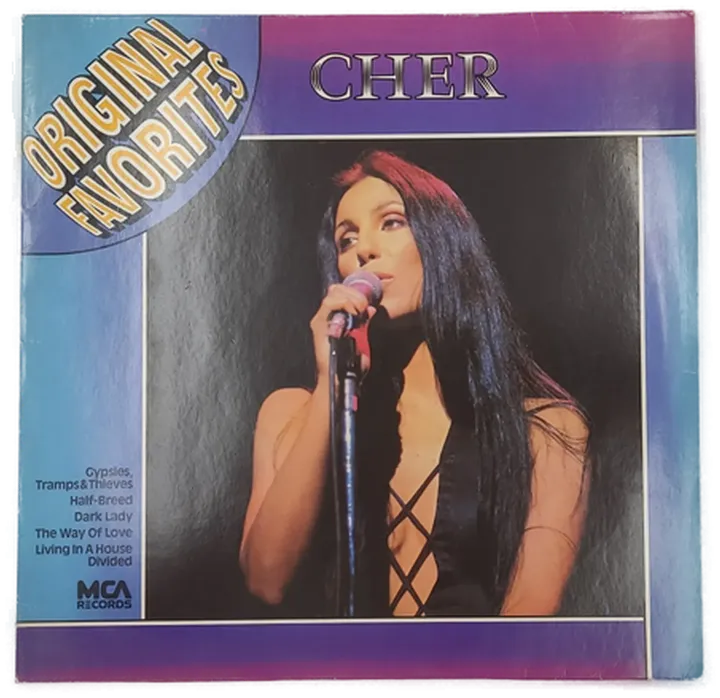 ORIGINAL
FAVORITES
CHER
Gypsies,
Tramps & Thieves
Half-Breed
Dark Lady
The Way Of Love
Living In A House
Divided
MCA
RECORDS